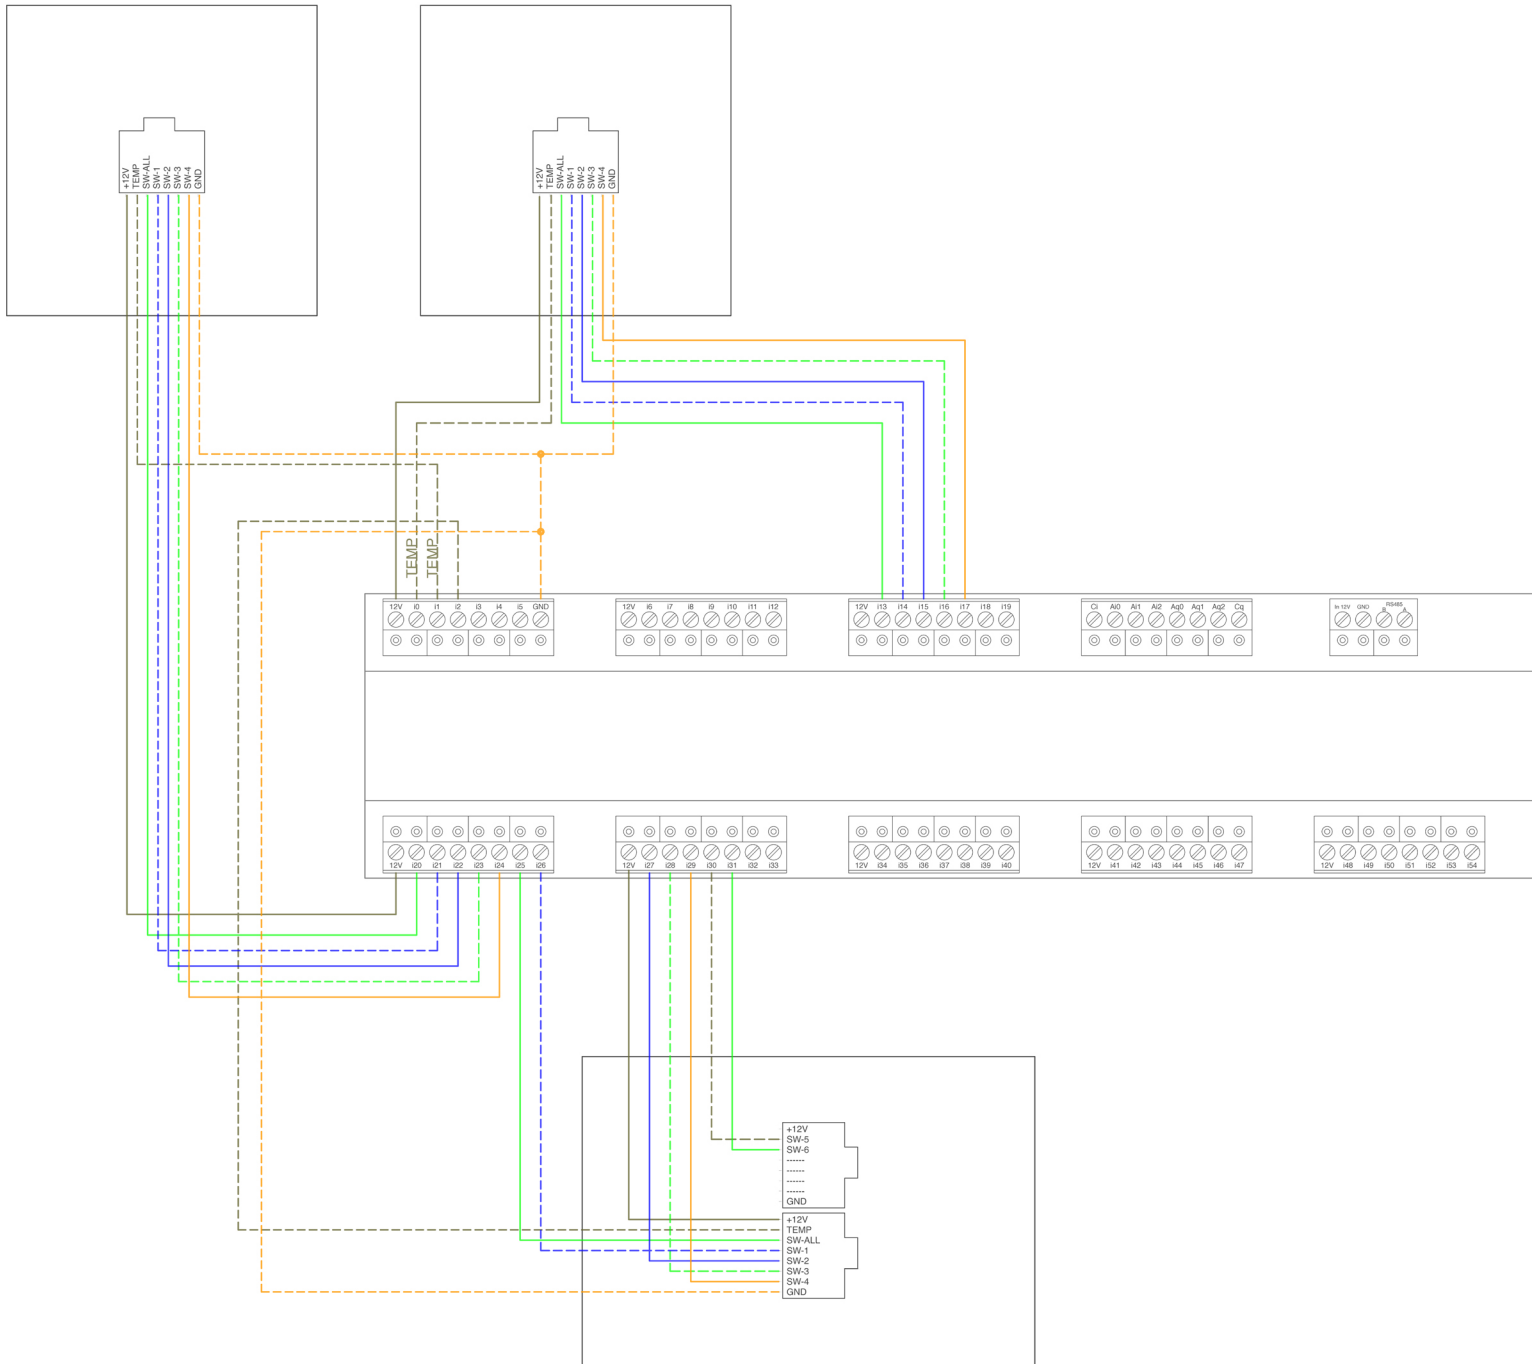 +12V TEMP SW-ALL SW-1 SW-2 SW-3 SW-4 GND
+12V TEMP SW-ALL SW-1 SW-2 SW-3 SW-4 GND
TEMP TEMP
12V i0 i1 i2 i3 i4 i5 GND
12V i6 i7 i8 i9 i10 i11 i12
12V i13 i14 i15 i16 i17 i18 i19
Ci Ai0 Ai1 Ai2 Aq0 Aq1 Aq2 Cq
In 12V GND RS485 B A
12V i20 i21 i22 i23 i24 i25 i26
12V i27 i28 i29 i30 i31 i32 i33
12V i34 i35 i36 i37 i38 i39 i40
12V i41 i42 i43 i44 i45 i46 i47
12V i48 i49 i50 i51 i52 i53 i54
+12V
SW-5
SW-6
------
------
------
------
GND
+12V
TEMP
SW-ALL
SW-1
SW-2
SW-3
SW-4
GND